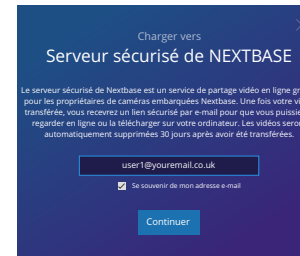 Charger vers
Serveur sécurisé de NEXTBASE
Le serveur sécurisé de Nextbase est un service de partage vidéo en ligne
pour les propriétaires de caméras embarquées Nextbase. Une fois votre
transférée, vous recevrez un lien sécurisé par e-mail pour que vous
regarder en ligne ou la télécharger sur votre ordinateur. Les vidéos
automatiquement supprimées 30 jours après avoir été transférées.
user1@youremail.co.uk
Se souvenir de mon adresse e-mail
Continuer